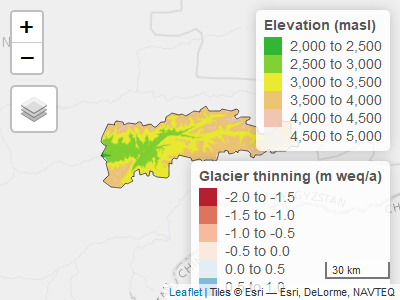 +
−
Elevation (masl)
2,000 to 2,500
2,500 to 3,000
3,000 to 3,500
3,500 to 4,000
4,000 to 4,500
4,500 to 5,000
Glacier thinning (m weq/a)
-2.0 to -1.5
-1.5 to -1.0
-1.0 to -0.5
-0.5 to 0.0
0.0 to 0.5
0.5 to 1.0
30 km
Leaflet | Tiles © Esri — Esri, DeLorme, NAVTEQ